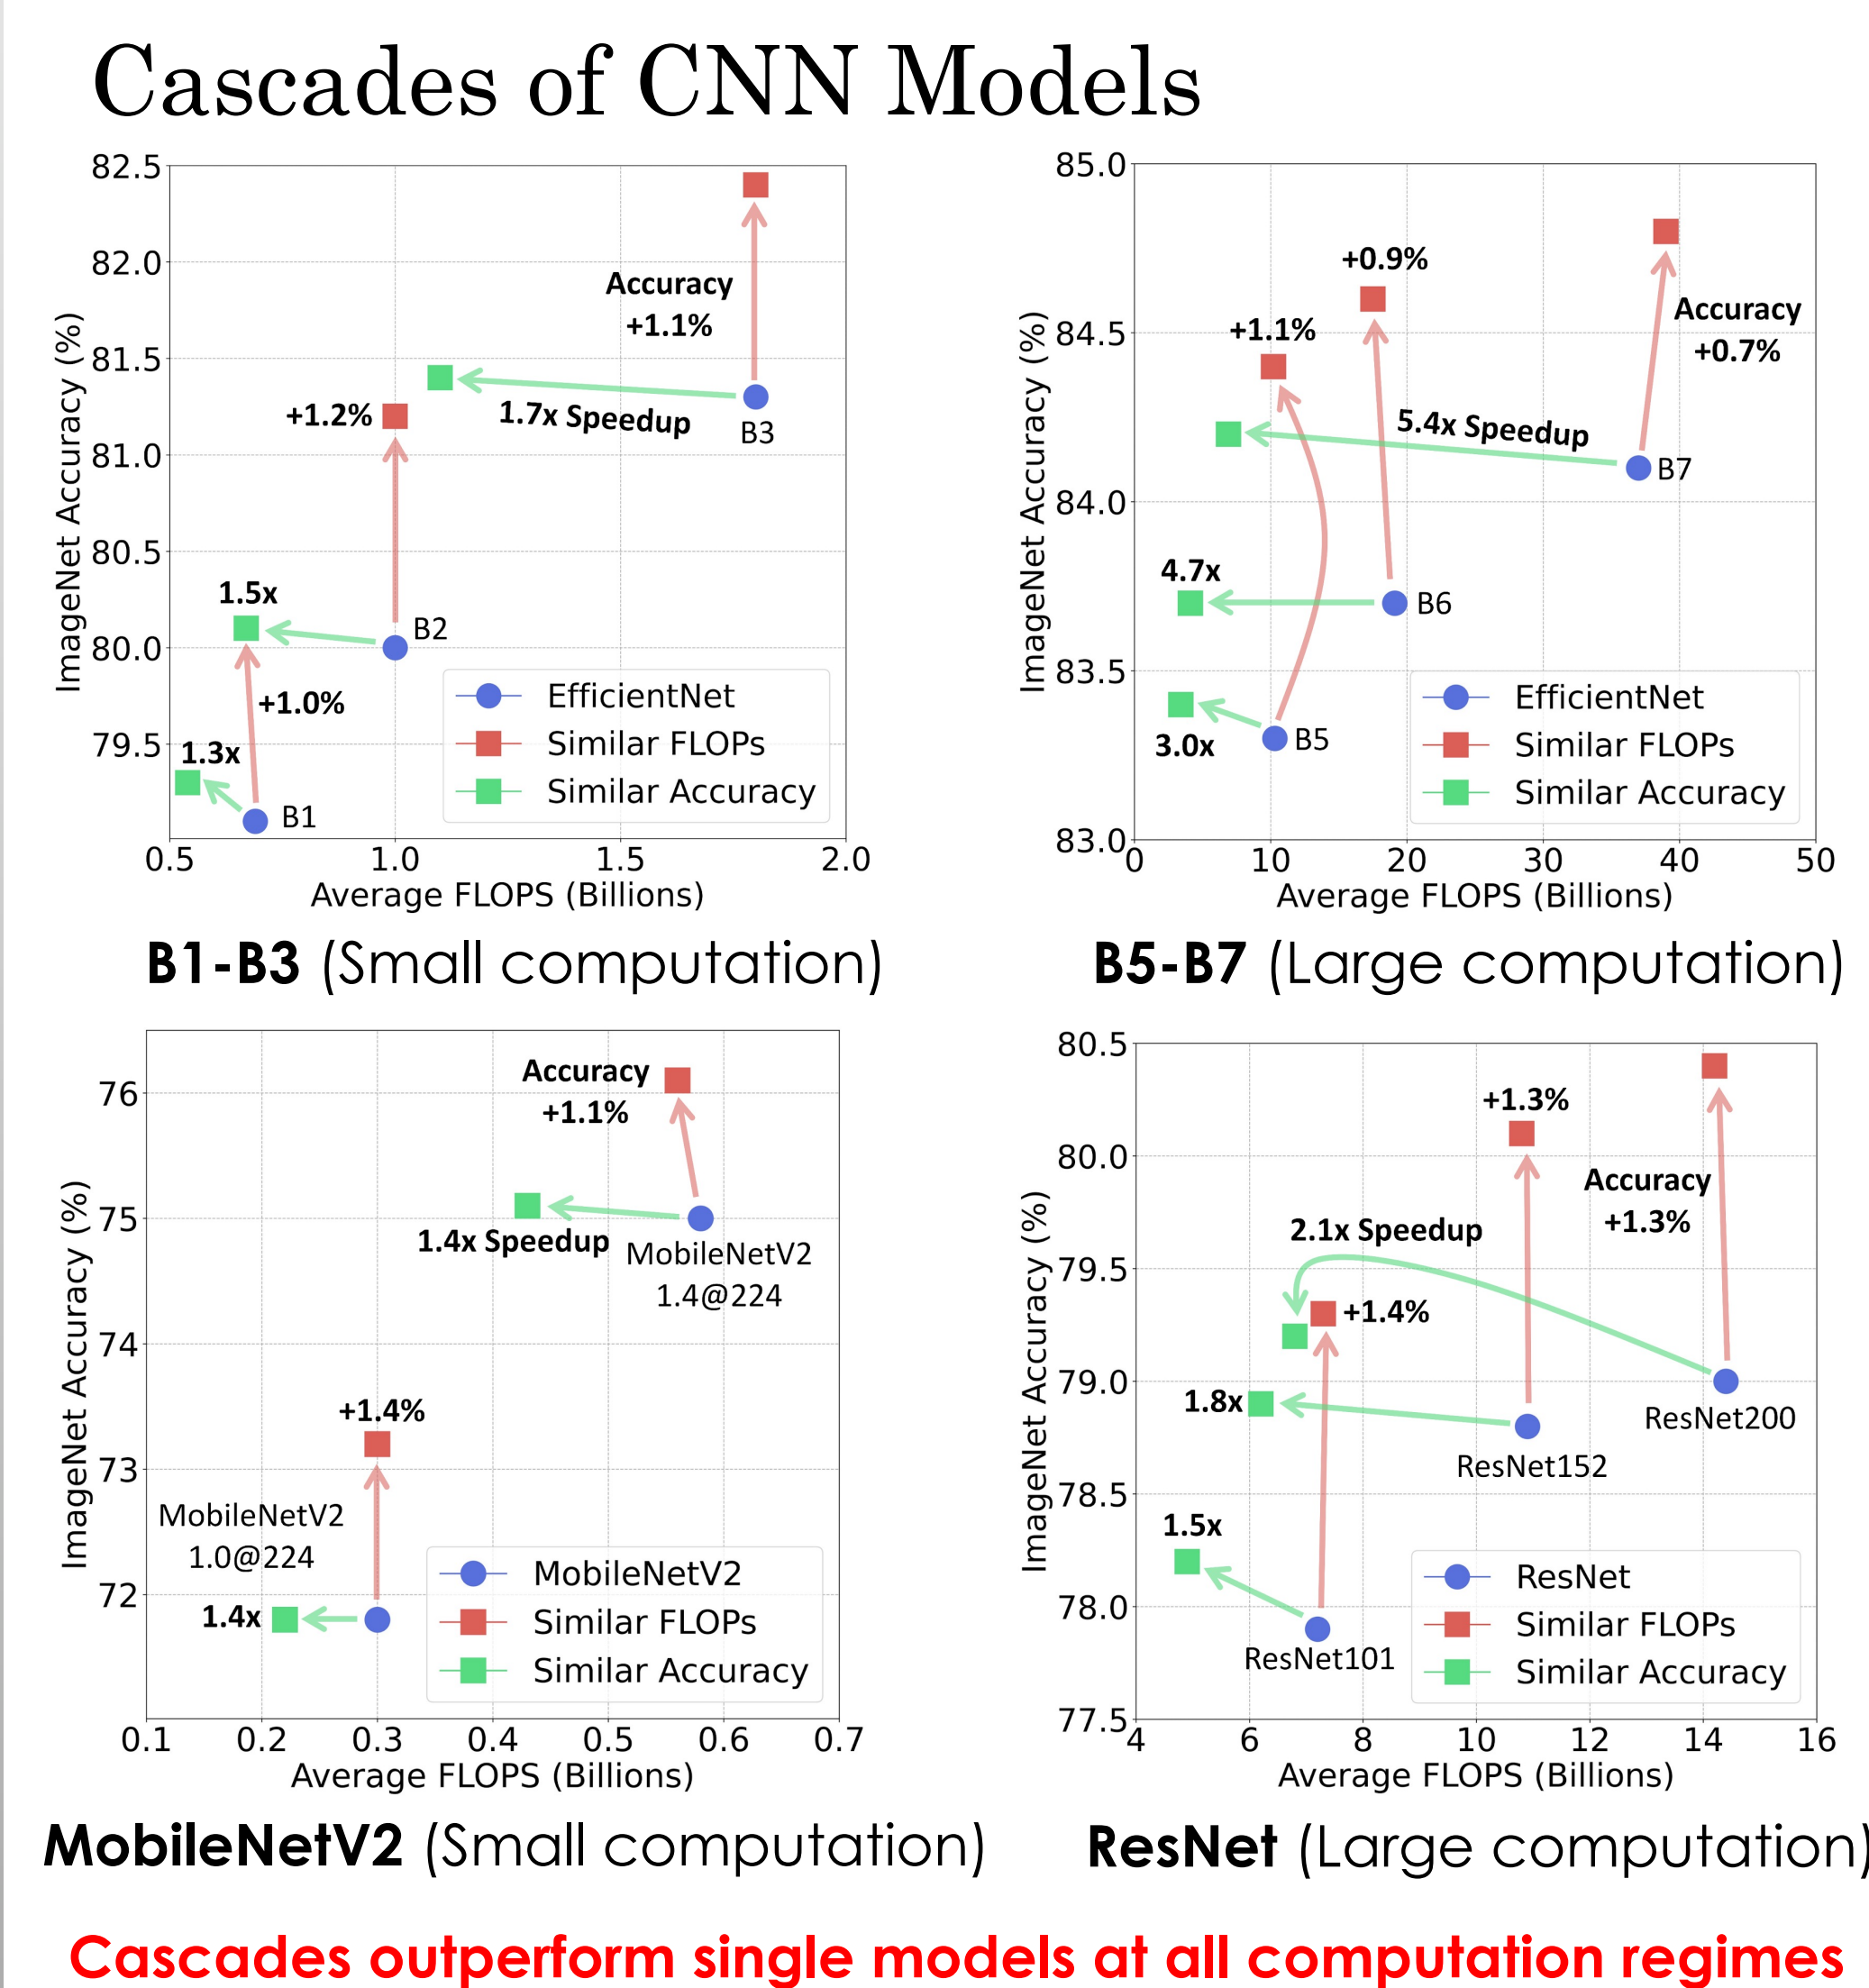 Cascades of CNN Models
82.5
82.0
81.5
81.0
80.5
80.0
79.5
ImageNet Accuracy (%)
Accuracy
+1.1%
1.7x Speedup
B3
+1.2%
1.5x
B2
+1.0%
1.3x
B1
EfficientNet
Similar FLOPs
Similar Accuracy
0.5
1.0
1.5
2.0
Average FLOPS (Billions)
B1-B3 (Small computation)
85.0
84.5
84.0
83.5
83.0
ImageNet Accuracy (%)
+0.9%
+1.1%
Accuracy
+0.7%
5.4x Speedup
B7
4.7x
B6
3.0x
B5
EfficientNet
Similar FLOPs
Similar Accuracy
0
10
20
30
40
50
Average FLOPS (Billions)
B5-B7 (Large computation)
76
75
74
73
72
ImageNet Accuracy (%)
Accuracy
+1.1%
1.4x Speedup
MobileNetV2
1.4@224
+1.4%
MobileNetV2
1.0@224
1.4x
MobileNetV2
Similar FLOPs
Similar Accuracy
0.1
0.2
0.3
0.4
0.5
0.6
0.7
Average FLOPS (Billions)
MobileNetV2 (Small computation)
80.5
80.0
79.5
79.0
78.5
78.0
77.5
ImageNet Accuracy (%)
+1.3%
Accuracy
+1.3%
2.1x Speedup
+1.4%
1.8x
ResNet200
ResNet152
1.5x
ResNet101
ResNet
Similar FLOPs
Similar Accuracy
4
6
8
10
12
14
16
Average FLOPS (Billions)
ResNet (Large computation)
Cascades outperform single models at all computation regimes